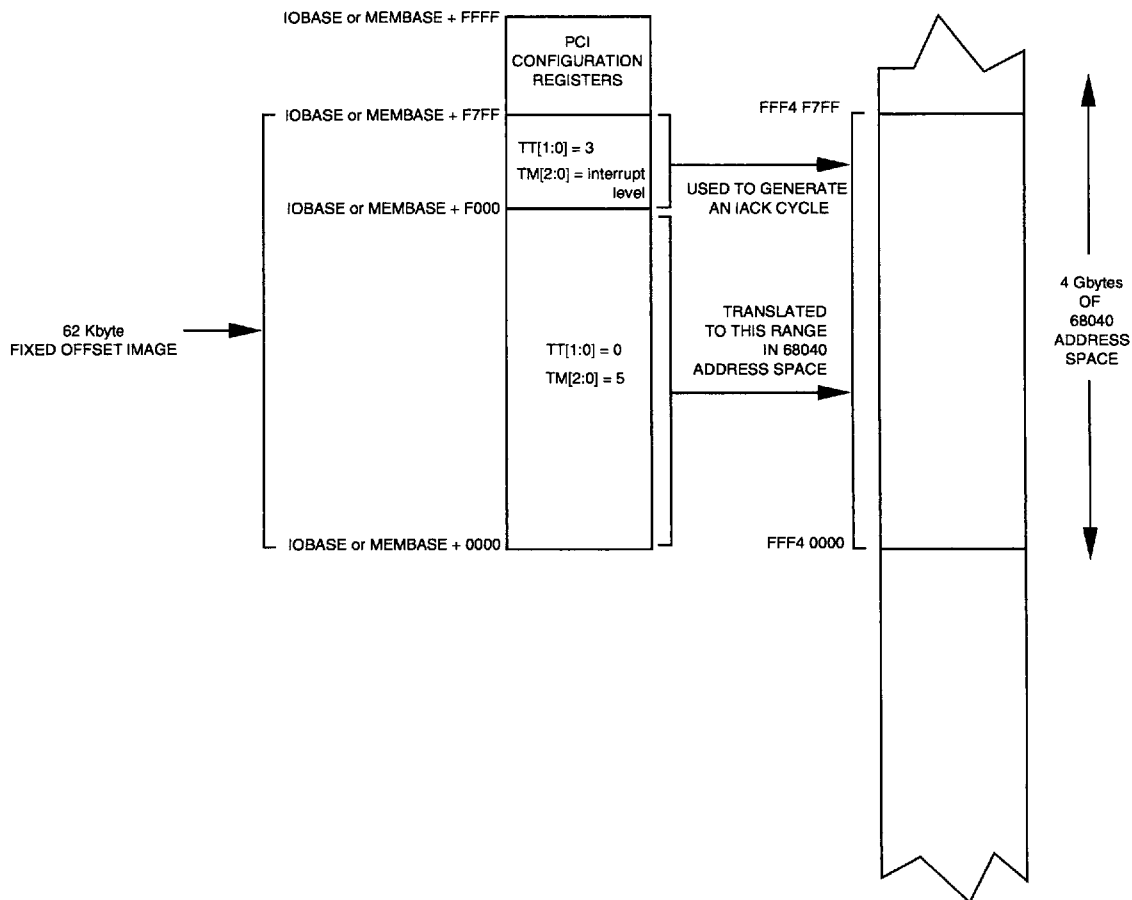 IOBASE or MEMBASE + FFFF
PCI
CONFIGURATION
REGISTERS
IOBASE or MEMBASE + F7FF
FFF4 F7FF
TT[1:0] = 3
TM[2:0] = interrupt
level
USED TO GENERATE
AN IACK CYCLE
IOBASE or MEMBASE + F000
62 Kbyte
FIXED OFFSET IMAGE
TT[1:0] = 0
TM[2:0] = 5
TRANSLATED
TO THIS RANGE
IN 68040
ADDRESS SPACE
4 Gbytes
OF
68040
ADDRESS
SPACE
IOBASE or MEMBASE + 0000
FFF4 0000